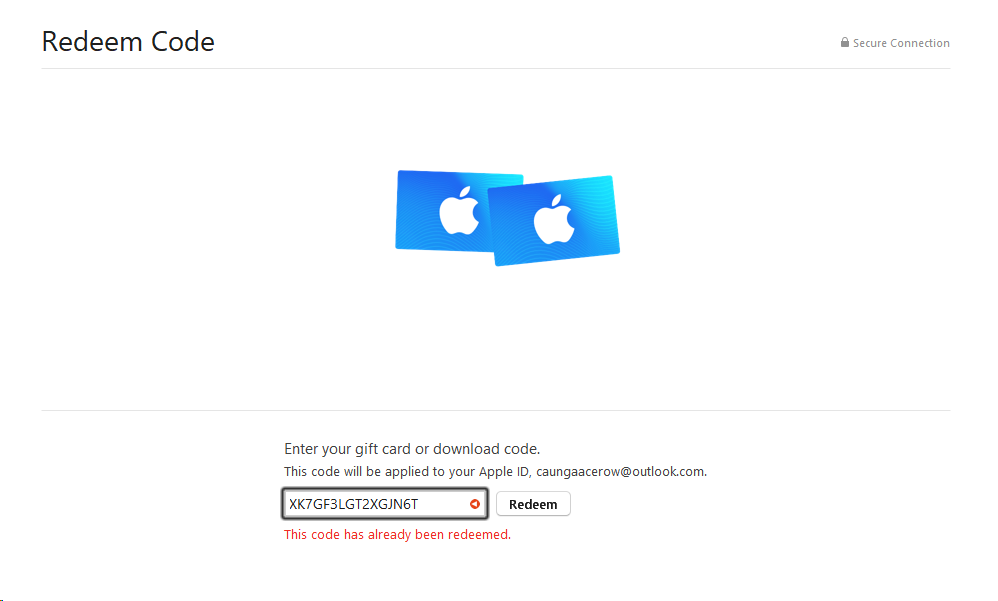 Redeem Code
Secure Connection
Enter your gift card or download code.
This code will be applied to your Apple ID, caungaacerow@outlook.com.
XK7GF3LGT2XGJN6T
Redeem
This code has already been redeemed.